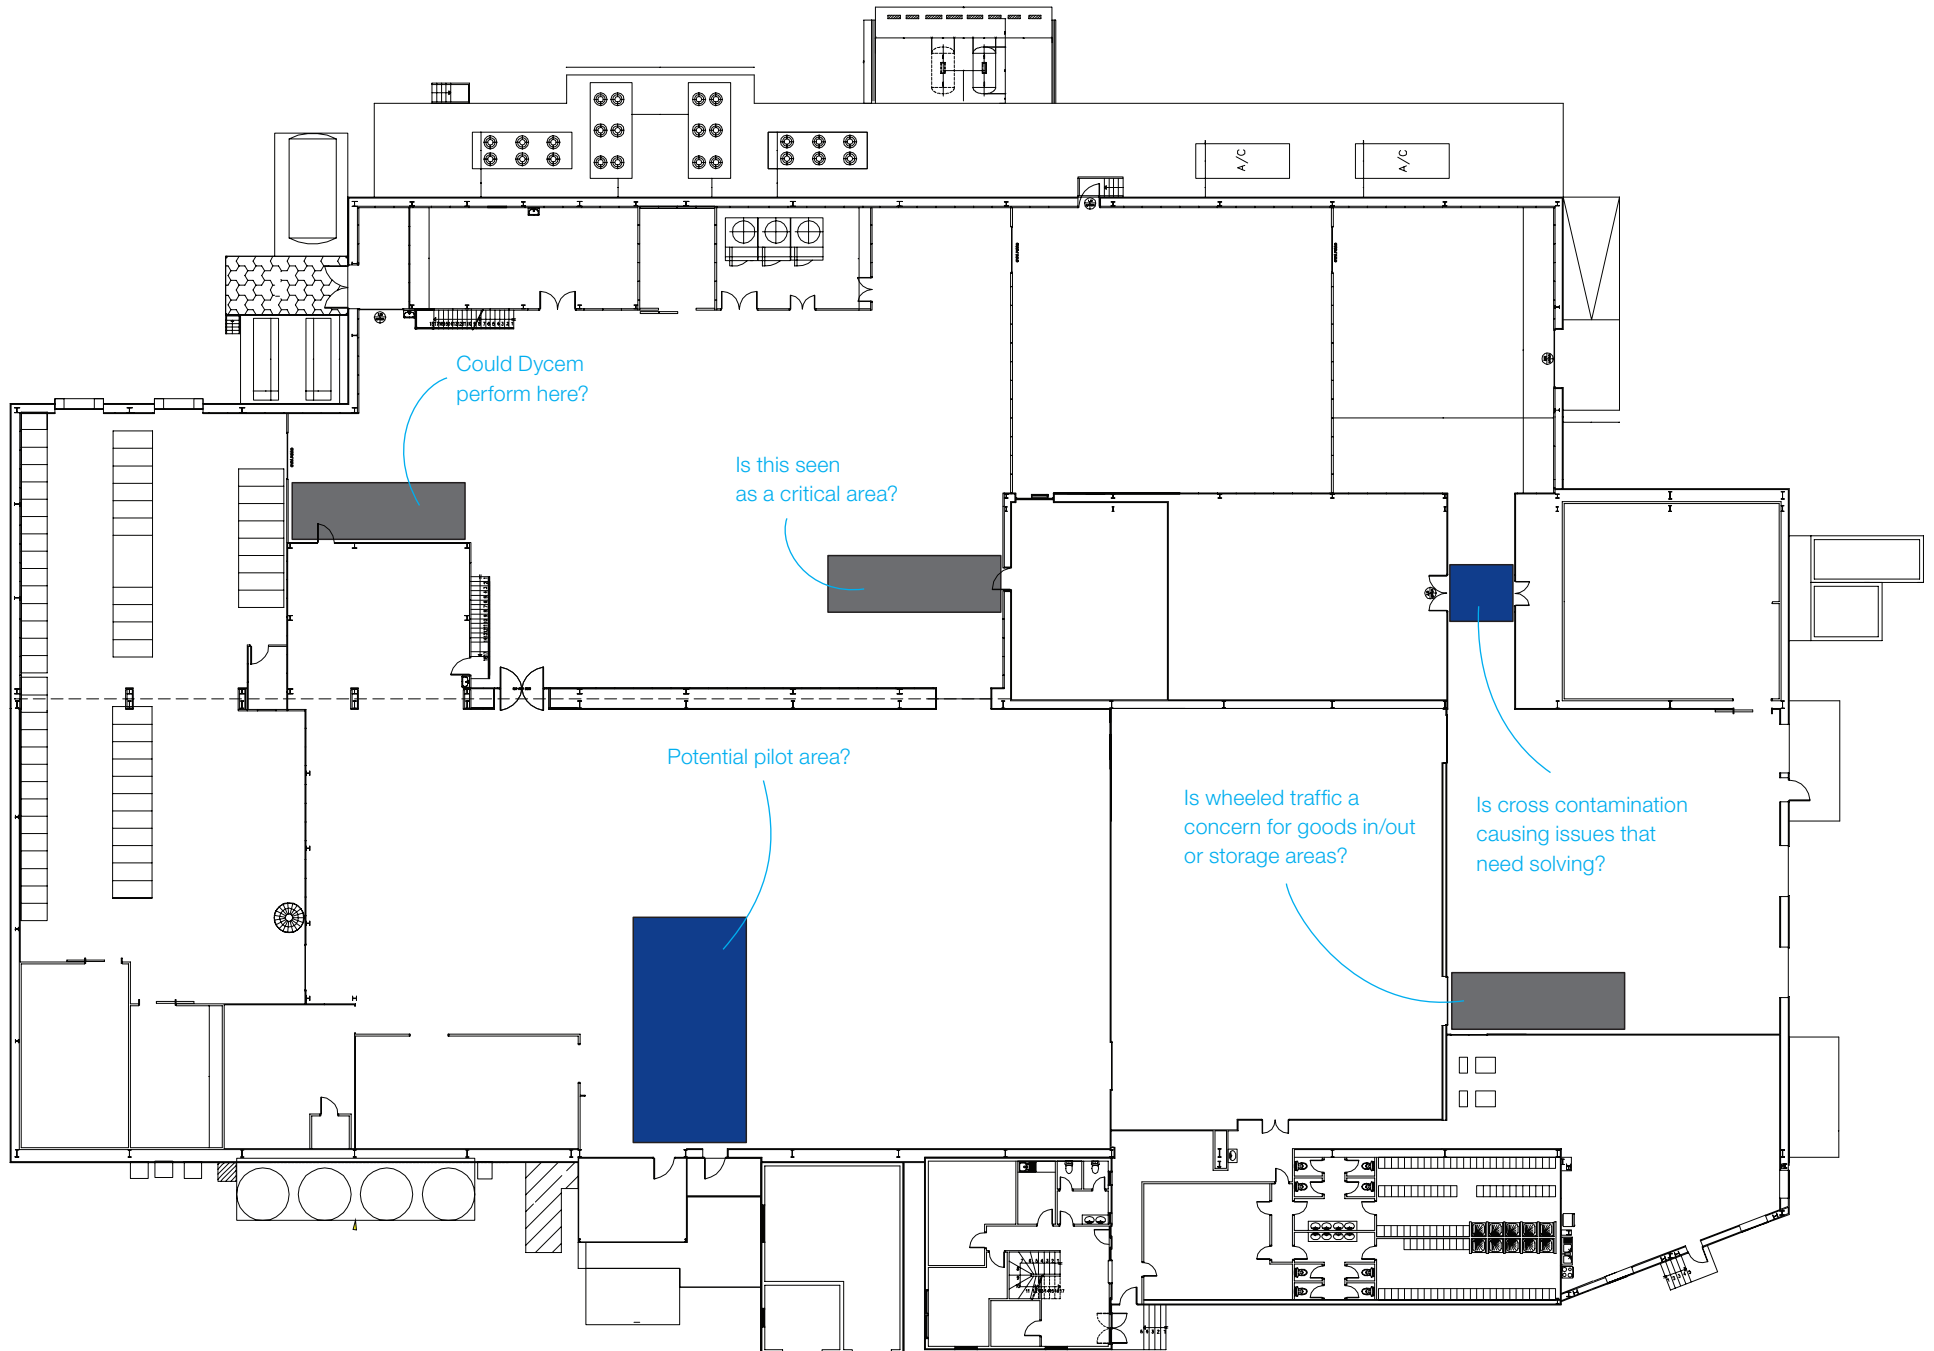 A/C
A/C
Could Dycem
perform here?
Is this seen
as a critical area?
Potential pilot area?
Is wheeled traffic a
concern for goods in/out
or storage areas?
Is cross contamination
causing issues that
need solving?